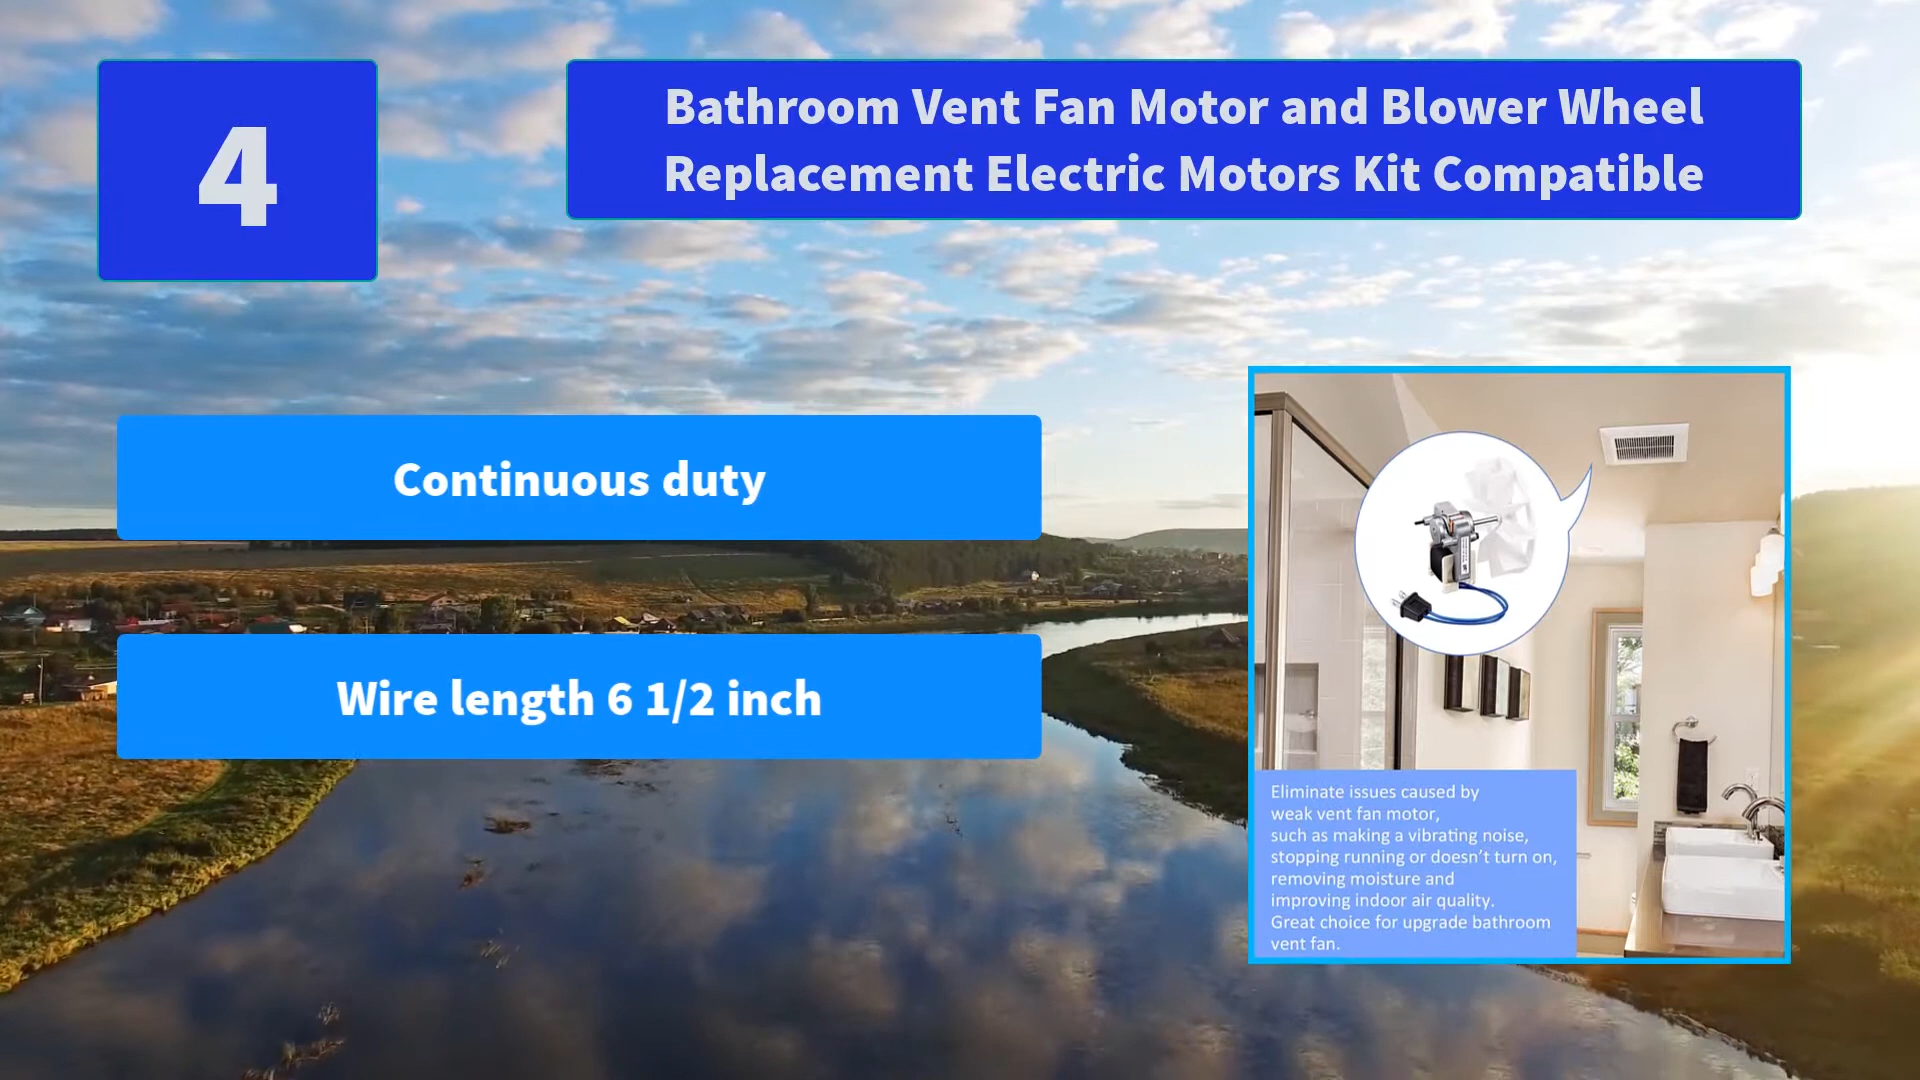 4
Bathroom Vent Fan Motor and Blower Wheel
Replacement Electric Motors Kit Compatible
Continuous duty
Wire length 6 1/2 inch
Eliminate issues caused by
weak vent fan motor,
such as making a vibrating noise,
stopping running or doesn't turn on,
removing moisture and
improving indoor air quality.
Great choice for upgrade bathroom
vent fan.